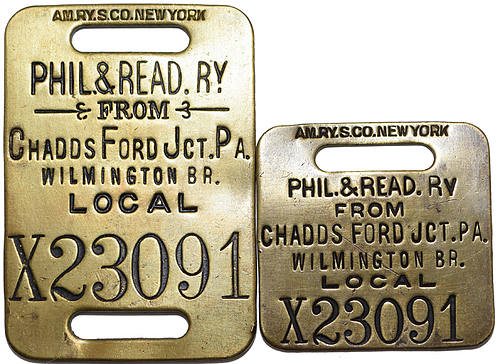 AM.RY.S.CO.NEW YORK
PHIL.& READ. RY
FROM
CHADDS FORD JCT. PA.
WILMINGTON BR.
LOCAL
X23091
AM.RY.S.CO.NEW YORK
PHIL.& READ. RY
FROM
CHADDS FORD JCT. PA.
WILMINGTON BR.
LOCAL
X23091